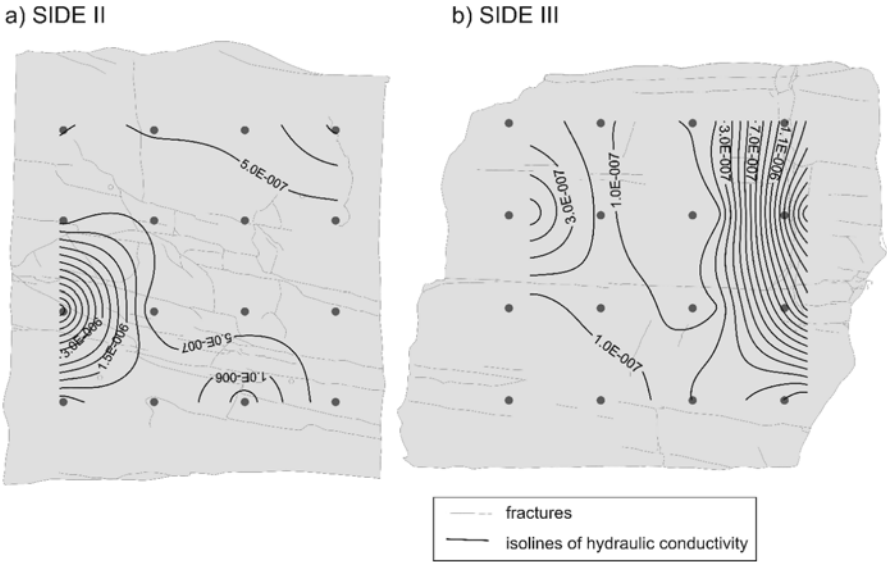 a) SIDE II
b) SIDE III
5.0E-007
3.0E-006
1.5E-006
5.0E-007
1.0E-006
3.0E-007
1.0E-007
3.0E-007
7.0E-007
1.1E-006
1.0E-007
fractures
isolines of hydraulic conductivity